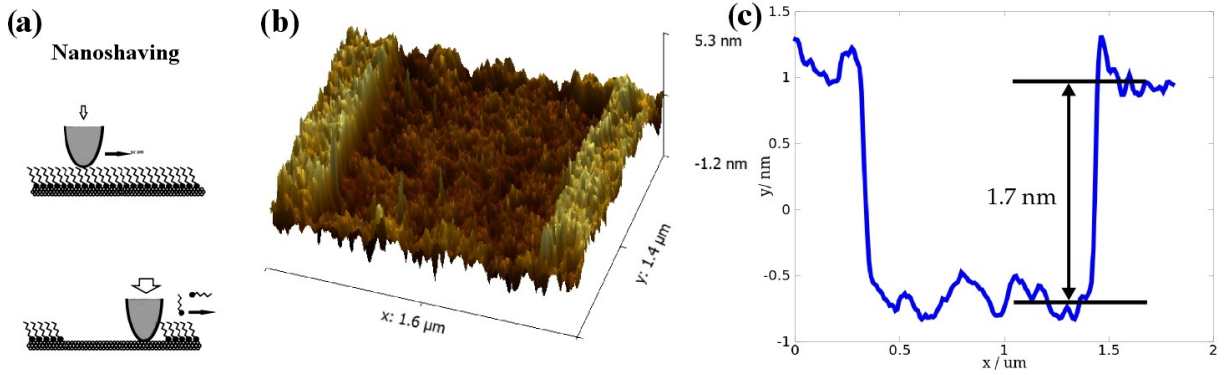 (a)
Nanoshaving
(b)
5.3 nm
-1.2 nm
y: 1.4 µm
x: 1.6 µm
(c)
1.5
1
0.5
0
-0.5
-1
y/ nm
1.7 nm
0
0.5
1
1.5
2
x / um